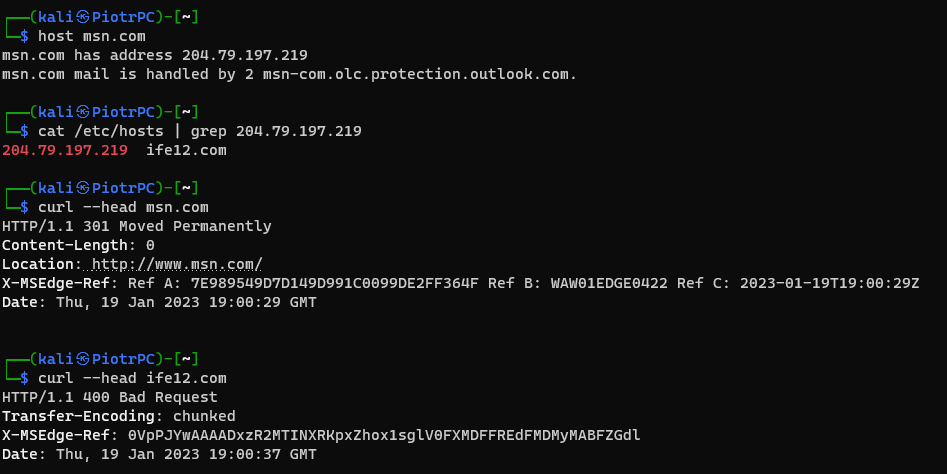 ┌──(kali㉿PiotrPC)-[~]
└─$ host msn.com
msn.com has address 204.79.197.219
msn.com mail is handled by 2 msn-com.olc.protection.outlook.com.
┌──(kali㉿PiotrPC)-[~]
└─$ cat /etc/hosts | grep 204.79.197.219
204.79.197.219  ife12.com
┌──(kali㉿PiotrPC)-[~]
└─$ curl --head msn.com
HTTP/1.1 301 Moved Permanently
Content-Length: 0
Location: http://www.msn.com/
X-MSEdge-Ref: Ref A: 7E989549D7D149D991C0099DE2FF364F Ref B: WAW01EDGE0422 Ref C: 2023-01-19T19:00:29Z
Date: Thu, 19 Jan 2023 19:00:29 GMT
┌──(kali㉿PiotrPC)-[~]
└─$ curl --head ife12.com
HTTP/1.1 400 Bad Request
Transfer-Encoding: chunked
X-MSEdge-Ref: 0VpPJYwAAAADxzR2MTINXRKpxZhox1sglV0FXMDFFREdFMDMyMABFZGdl
Date: Thu, 19 Jan 2023 19:00:37 GMT